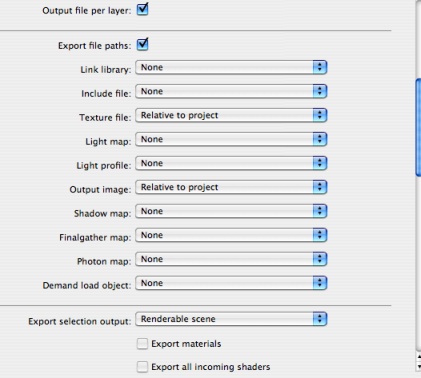 Output file per layer:
Export file paths:
Link library: None
Include file: None
Texture file: Relative to project
Light map: None
Light profile: None
Output image: Relative to project
Shadow map: None
Finalgather map: None
Photon map: None
Demand load object: None
Export selection output: Renderable scene
Export materials
Export all incoming shaders